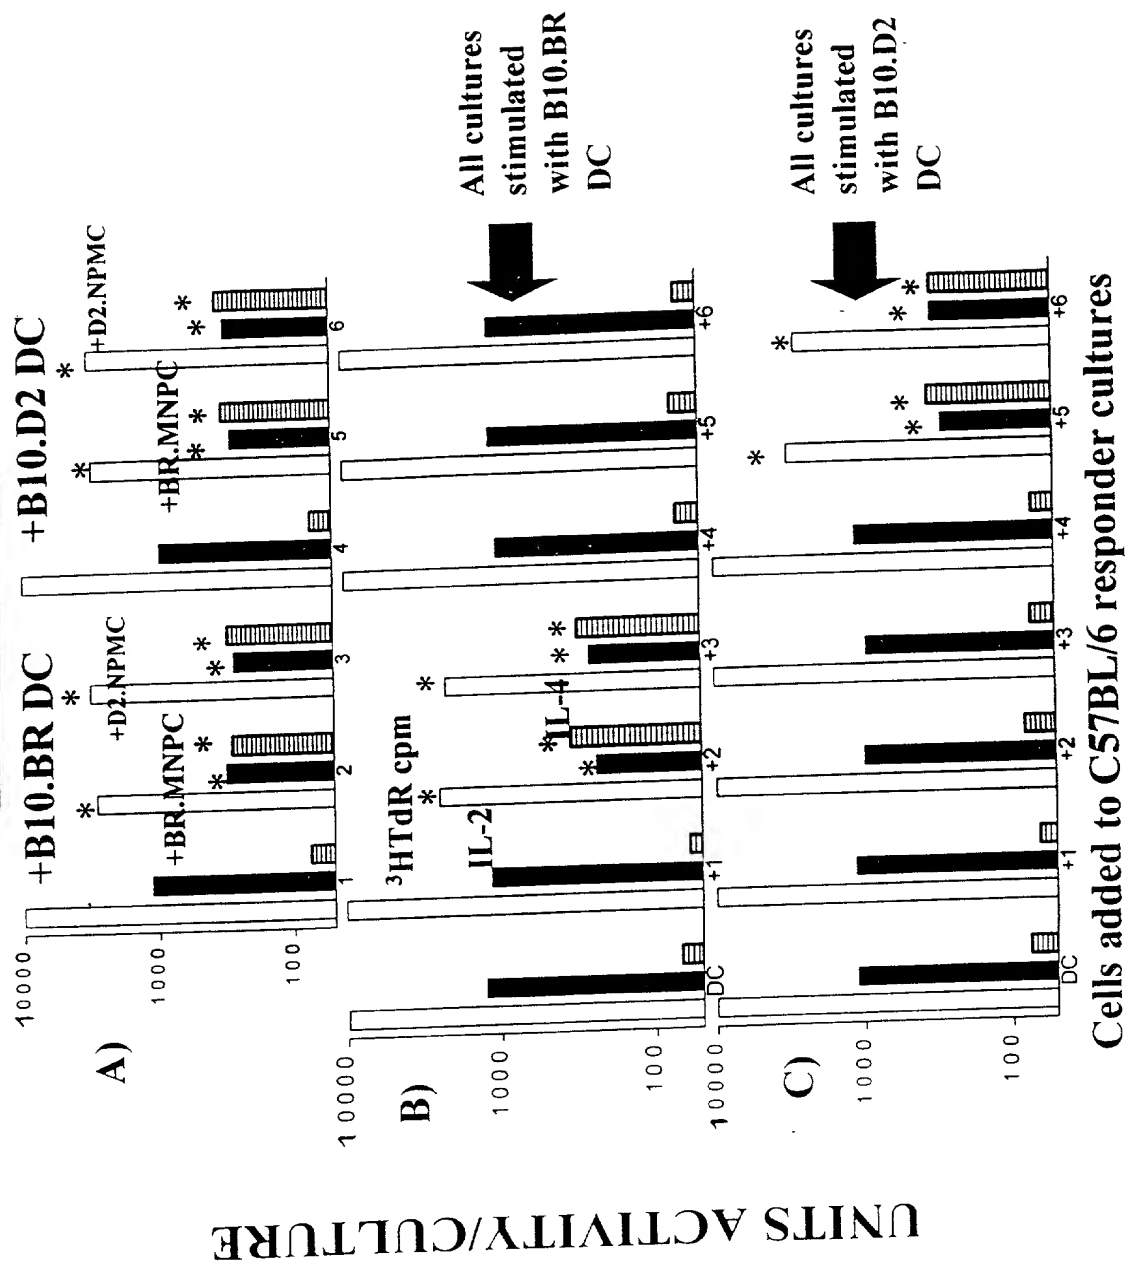 UNITS ACTIVITY/CULTURE
A)
+B10.BR DC
+B10.D2 DC
10000
1000
100
+BR.MNPC
+D2.NPMC
+BR.MNPC
+D2.NPMC
* * * * * * * * * * * *
1 2 3 4 5 6
B)
10000
1000
100
³HTdR cpm
IL-2
IL-4
* * * * * *
DC +1 +2 +3 +4 +5 +6
All cultures
stimulated
with B10.BR
DC
C)
10000
1000
100
* * * * * *
DC +1 +2 +3 +4 +5 +6
All cultures
stimulated
with B10.D2
DC
Cells added to C57BL/6 responder cultures